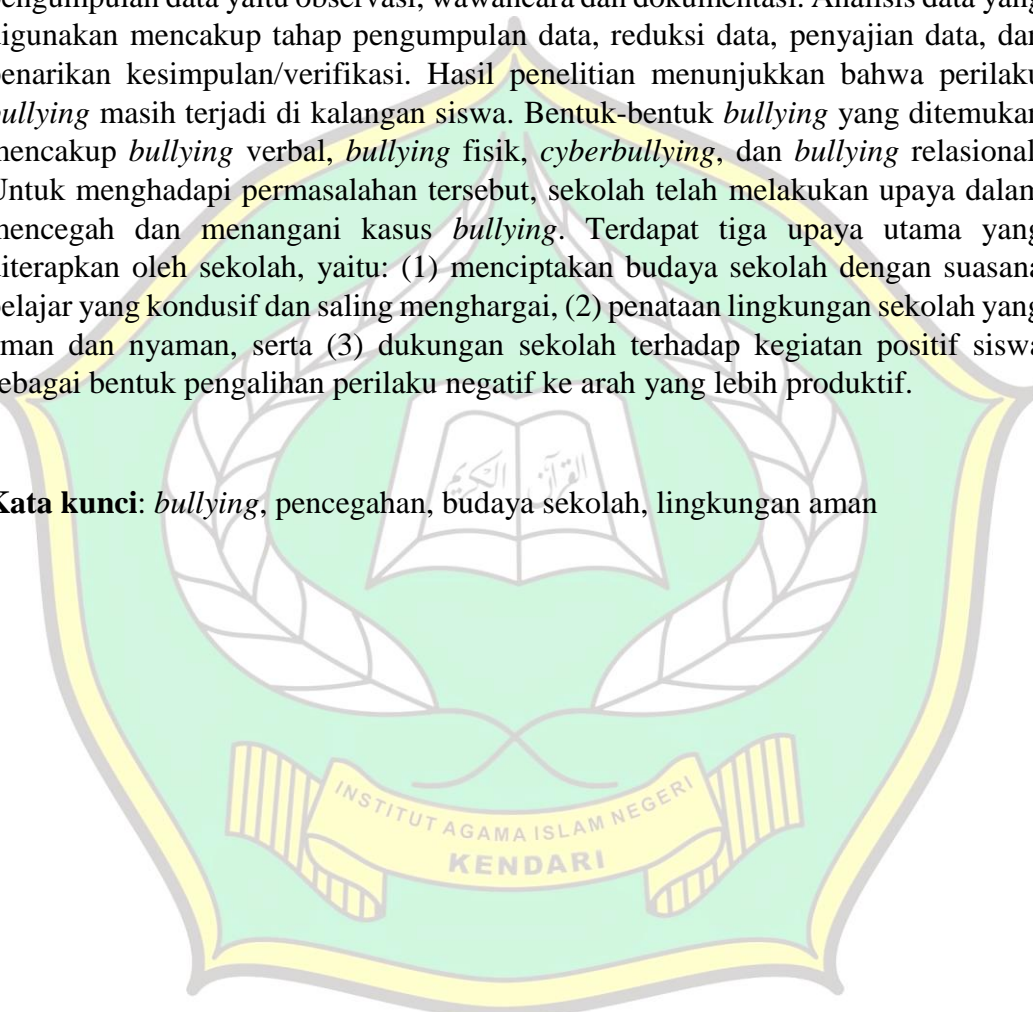 pengumpulan data yaitu observasi, wawancara dan dokumentasi. Analisis data yang
digunakan mencakup tahap pengumpulan data, reduksi data, penyajian data, dan
penarikan kesimpulan/verifikasi. Hasil penelitian menunjukkan bahwa perilaku
bullying masih terjadi di kalangan siswa. Bentuk-bentuk bullying yang ditemukan
mencakup bullying verbal, bullying fisik, cyberbullying, dan bullying relasional.
Untuk menghadapi permasalahan tersebut, sekolah telah melakukan upaya dalam
mencegah dan menangani kasus bullying. Terdapat tiga upaya utama yang
diterapkan oleh sekolah, yaitu: (1) menciptakan budaya sekolah dengan suasana
belajar yang kondusif dan saling menghargai, (2) penataan lingkungan sekolah yang
aman dan nyaman, serta (3) dukungan sekolah terhadap kegiatan positif siswa
sebagai bentuk pengalihan perilaku negatif ke arah yang lebih produktif.
Kata kunci: bullying, pencegahan, budaya sekolah, lingkungan aman
القرآن الكريم
INSTITUT AGAMA ISLAM NEGERI
KENDARI